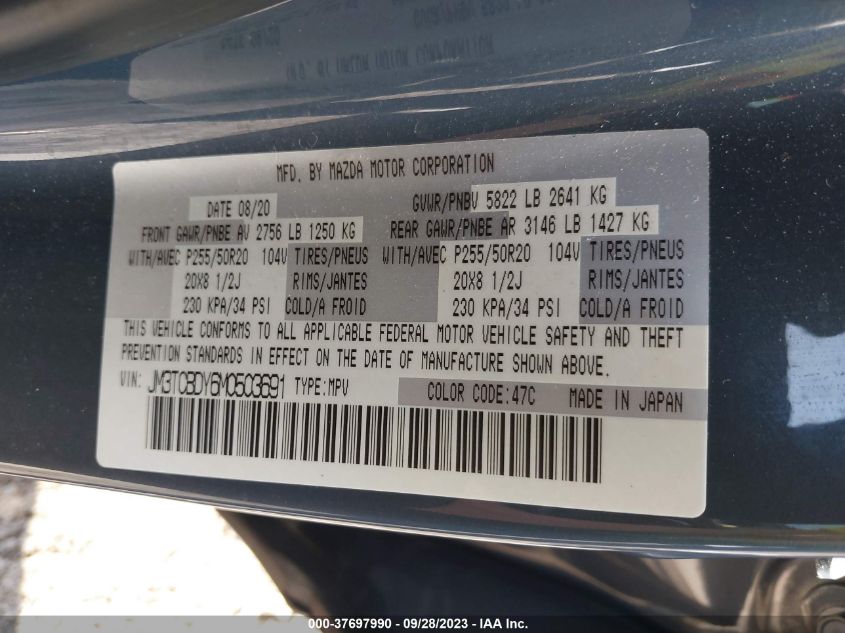 MFD. BY MAZDA MOTOR CORPORATION
DATE 08/20 GVWR/PNBV 5822 LB 2641 KG
FRONT GAWR/PNBE AV 2756 LB 1250 KG REAR GAWR/PNBE AR 3146 LB 1427 KG
WITH/AVEC P255/50R20 104V TIRES/PNEUS WITH/AVEC P255/50R20 104V TIRES/PNEUS
20X8 1/2J RIMS/JANTES 20X8 1/2J RIMS/JANTES
230 KPA/34 PSI COLD/A FROID 230 KPA/34 PSI COLD/A FROID
THIS VEHICLE CONFORMS TO ALL APPLICABLE FEDERAL MOTOR VEHICLE SAFETY AND THEFT
PREVENTION STANDARDS IN EFFECT ON THE DATE OF MANUFACTURE SHOWN ABOVE.
VIN: JM3TCBDY6M0503691 TYPE:MPV COLOR CODE:47C MADE IN JAPAN
000-37697990 - 09/28/2023 - IAA Inc.